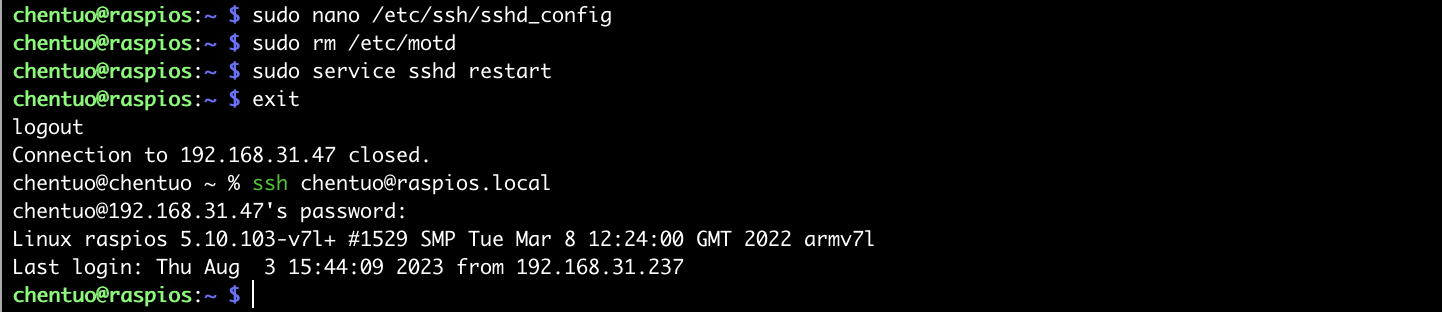 chentuo@raspios:~ $ sudo nano /etc/ssh/sshd_config
chentuo@raspios:~ $ sudo rm /etc/motd
chentuo@raspios:~ $ sudo service sshd restart
chentuo@raspios:~ $ exit
logout
Connection to 192.168.31.47 closed.
chentuo@chentuo ~ % ssh chentuo@raspios.local
chentuo@192.168.31.47's password:
Linux raspios 5.10.103-v7l+ #1529 SMP Tue Mar 8 12:24:00 GMT 2022 armv7l
Last login: Thu Aug  3 15:44:09 2023 from 192.168.31.237
chentuo@raspios:~ $